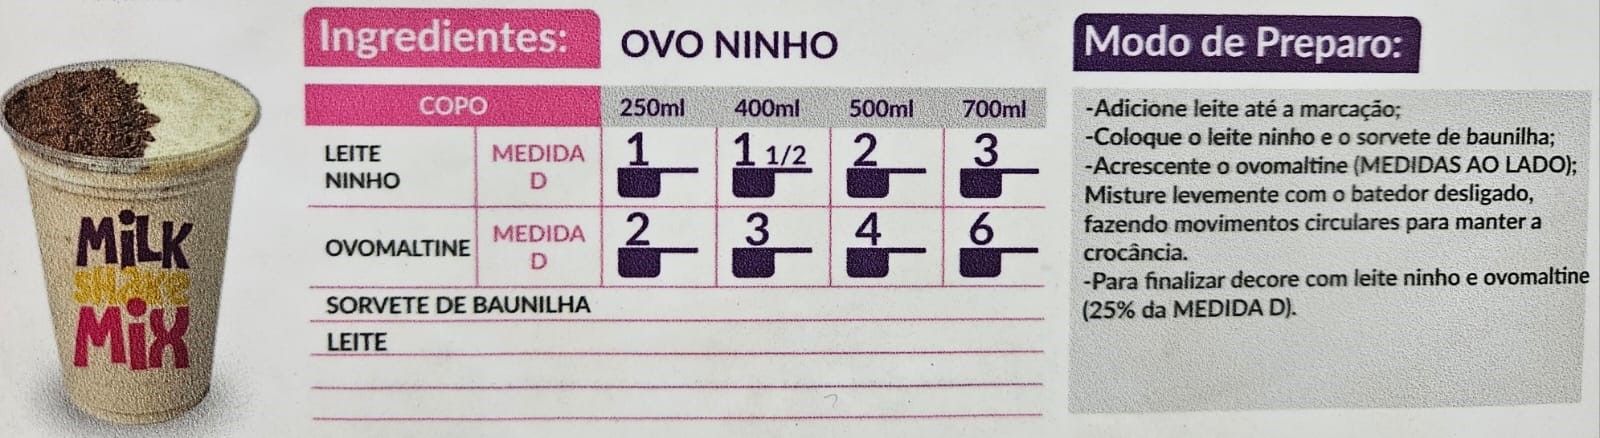 Ingredientes: OVO NINHO
COPO 250ml 400ml 500ml 700ml
LEITE NINHO MEDIDA D 1 1 1/2 2 3
OVOMALTINE MEDIDA D 2 3 4 6
SORVETE DE BAUNILHA
LEITE
Modo de Preparo:
-Adicione leite até a marcação;
-Coloque o leite ninho e o sorvete de baunilha;
-Acrescente o ovomaltine (MEDIDAS AO LADO);
Misture levemente com o batedor desligado,
fazendo movimentos circulares para manter a
crocância.
-Para finalizar decore com leite ninho e ovomaltine
(25% da MEDIDA D).
MiLK
SHAKE
MiX